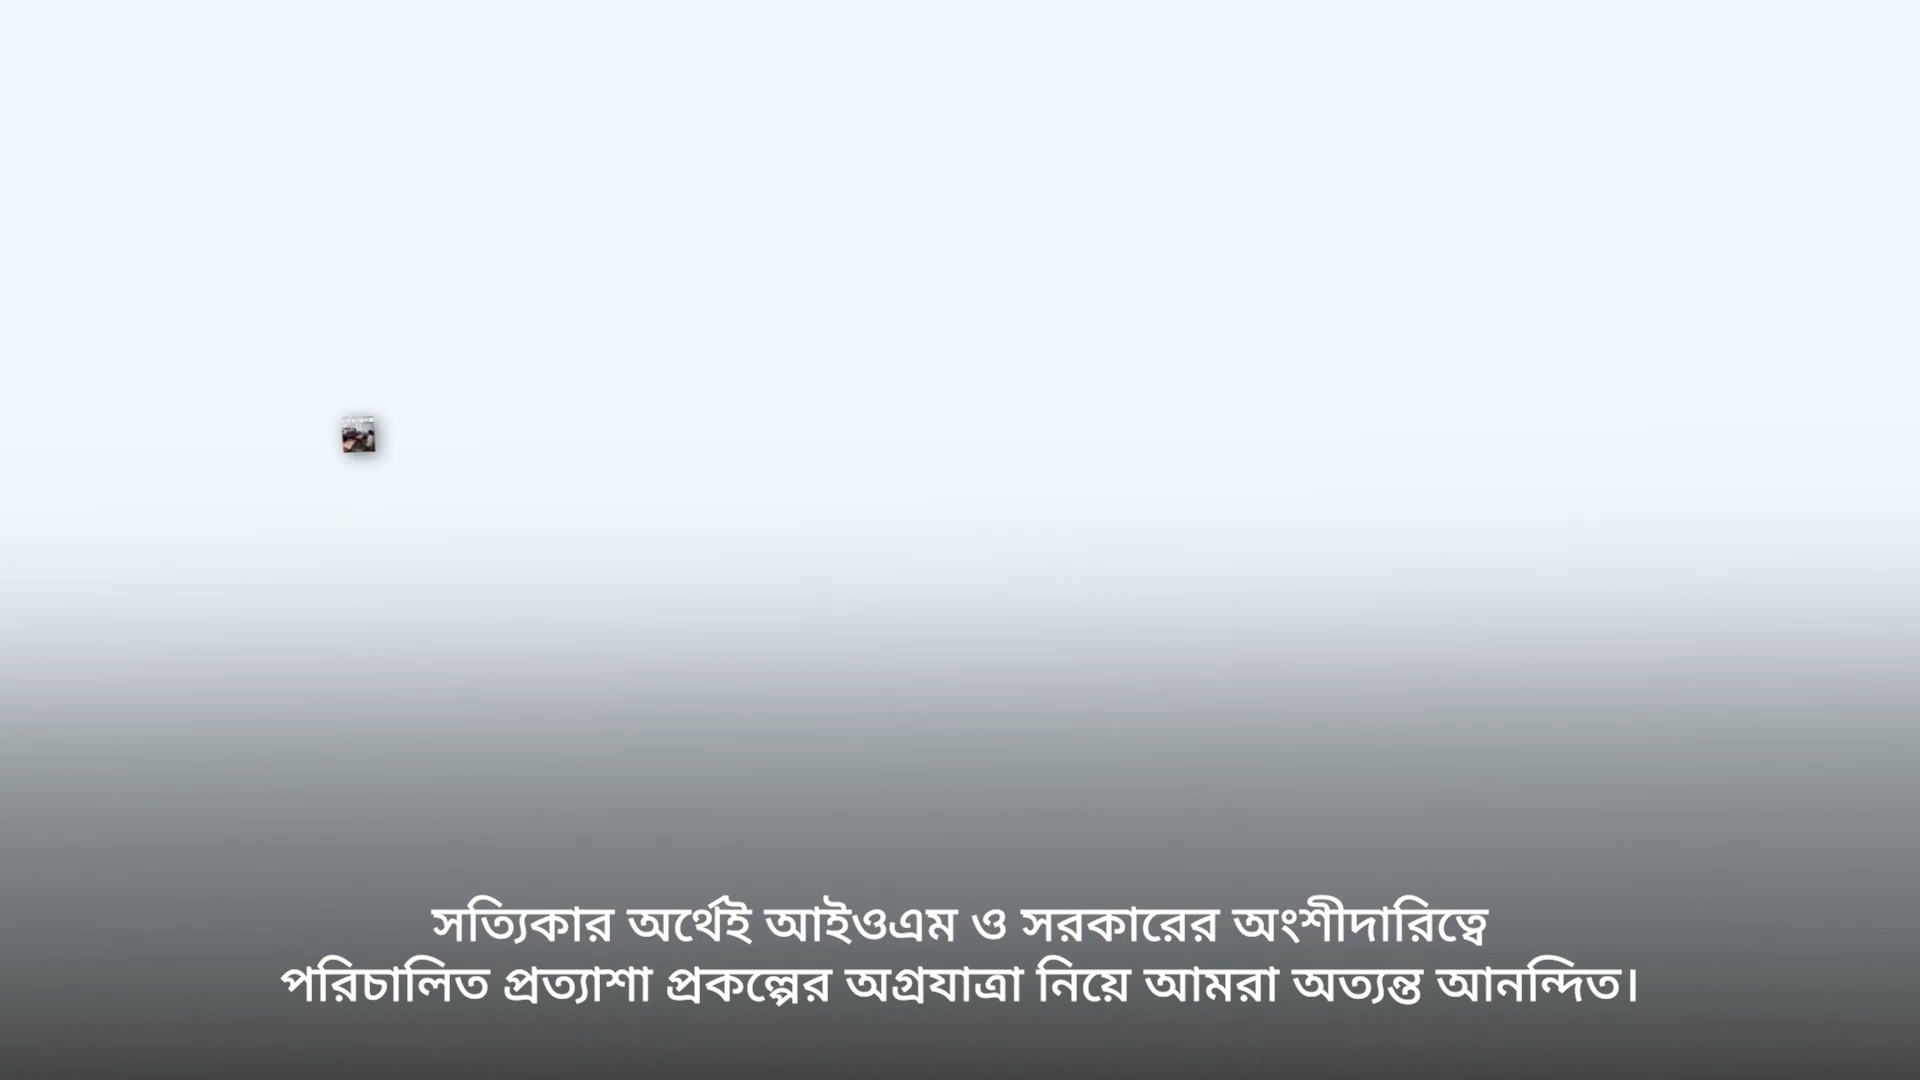 সত্যিকার অর্থেই আইওএম ও সরকারের অংশীদারিত্বে
পরিচালিত প্রত্যাশা প্রকল্পের অগ্রযাত্রা নিয়ে আমরা অত্যন্ত আনন্দিত।